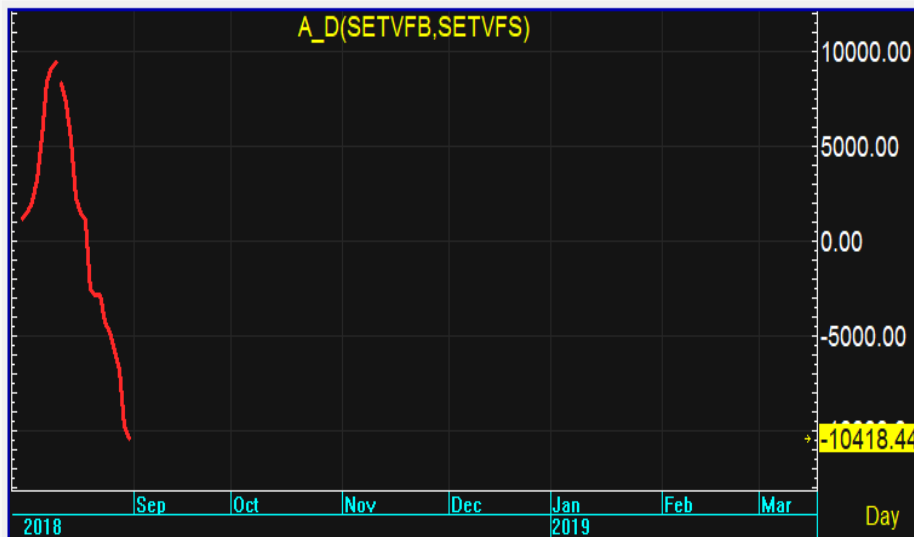 A_D(SETVFB,SETVFS)
10000.00
5000.00
0.00
-5000.00
-10418.44
Sep Oct Nov Dec Jan Feb Mar
2018 2019 Day